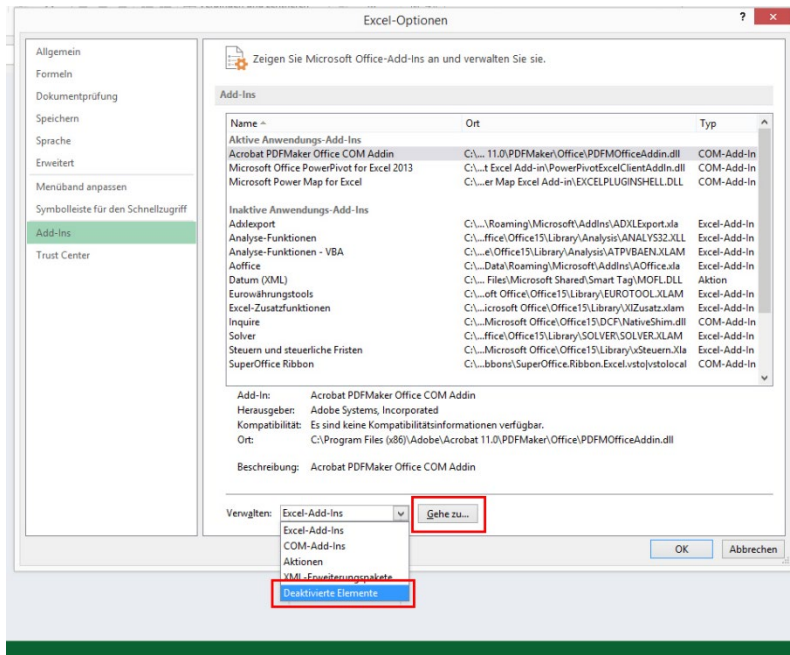 Excel-Optionen
?
Allgemein
Formeln
Dokumentprüfung
Speichern
Sprache
Erweitert
Menüband anpassen
Symbolleiste für den Schnellzugriff
Add-Ins
Trust Center
Zeigen Sie Microsoft Office-Add-Ins an und verwalten Sie sie.
Add-Ins
Name Ort Typ
Aktive Anwendungs-Add-Ins
Acrobat PDFMaker Office COM Addin C:\... 11.0\PDFMaker\Office\PDFMOfficeAddin.dll COM-Add-In
Microsoft Office PowerPivot for Excel 2013 C:\...t Excel Add-in\PowerPivotExcelClientAddIn.dll COM-Add-In
Microsoft Power Map for Excel C:\...er Map Excel Add-in\EXCELPLUGINSHELL.DLL COM-Add-In
Inaktive Anwendungs-Add-Ins
Adxlexport C:\...\Roaming\Microsoft\AddIns\ADXLExport.xla Excel-Add-In
Analyse-Funktionen C:\...ffice\Office15\Library\Analysis\ANALYS32.XLL Excel-Add-In
Analyse-Funktionen - VBA C:\...e\Office15\Library\Analysis\ATPVBAEN.XLAM Excel-Add-In
Aoffice C:\...Data\Roaming\Microsoft\AddIns\AOffice.xla Excel-Add-In
Datum (XML) C:\... Files\Microsoft Shared\Smart Tag\MOFL.DLL Aktion
Eurowährungstools C:\...oft Office\Office15\Library\EUROTOOL.XLAM Excel-Add-In
Excel-Zusatzfunktionen C:\...icrosoft Office\Office15\Library\XlZusatz.xlam Excel-Add-In
Inquire C:\...Microsoft Office\Office15\DCF\NativeShim.dll COM-Add-In
Solver C:\...ffice\Office15\Library\SOLVER\SOLVER.XLAM Excel-Add-In
Steuern und steuerliche Fristen C:\...Microsoft Office\Office15\Library\xSteuern.Xla Excel-Add-In
SuperOffice Ribbon C:\...bbons\SuperOffice.Ribbon.Excel.vsto|vstolocal COM-Add-In
Add-In: Acrobat PDFMaker Office COM Addin
Herausgeber: Adobe Systems, Incorporated
Kompatibilität: Es sind keine Kompatibilitätsinformationen verfügbar.
Ort: C:\Program Files (x86)\Adobe\Acrobat 11.0\PDFMaker\Office\PDFMOfficeAddin.dll
Beschreibung: Acrobat PDFMaker Office COM Addin
Verwalten: Excel-Add-Ins Gehe zu...
Excel-Add-Ins
COM-Add-Ins
Aktionen
XML-Erweiterungspakete
Deaktivierte Elemente
OK Abbrechen